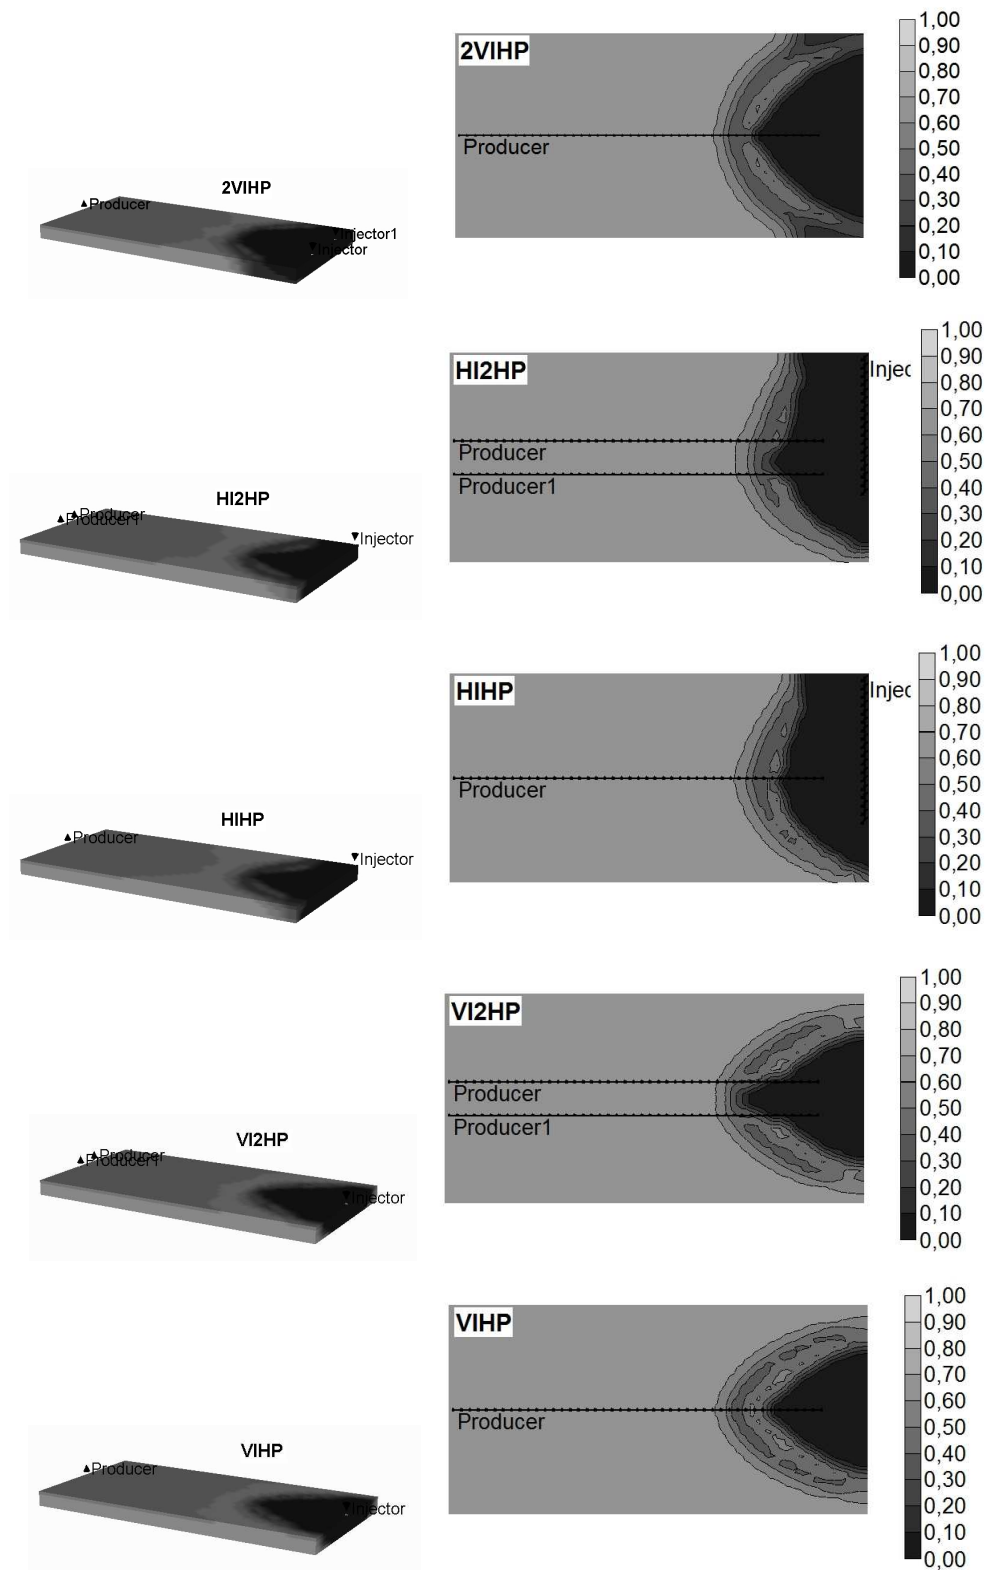 2VIHP
Producer
Injector1
Injector
2VIHP
Producer
1,00
0,90
0,80
0,70
0,60
0,50
0,40
0,30
0,20
0,10
0,00
HI2HP
Producer
Producer1
Injector
HI2HP
Injec
Producer
Producer1
1,00
0,90
0,80
0,70
0,60
0,50
0,40
0,30
0,20
0,10
0,00
HIHP
Producer
Injector
HIHP
Injec
Producer
1,00
0,90
0,80
0,70
0,60
0,50
0,40
0,30
0,20
0,10
0,00
VI2HP
Producer
Producer1
Injector
VI2HP
Producer
Producer1
1,00
0,90
0,80
0,70
0,60
0,50
0,40
0,30
0,20
0,10
0,00
VIHP
Producer
Injector
VIHP
Producer
1,00
0,90
0,80
0,70
0,60
0,50
0,40
0,30
0,20
0,10
0,00